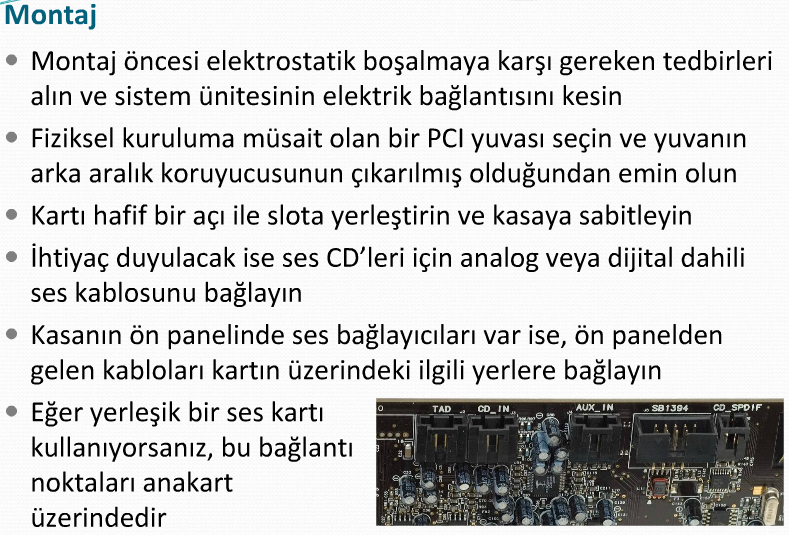 Montaj
Montaj öncesi elektrostatik boşalmaya karşı gereken tedbirleri
alın ve sistem ünitesinin elektrik bağlantısını kesin
Fiziksel kuruluma müsait olan bir PCI yuvası seçin ve yuvanın
arka aralık koruyucusunun çıkarılmış olduğundan emin olun
Kartı hafif bir açı ile slota yerleştirin ve kasaya sabitleyin
İhtiyaç duyulacak ise ses CD’leri için analog veya dijital dahili
ses kablosunu bağlayın
Kasanın ön panelinde ses bağlayıcıları var ise, ön panelden
gelen kabloları kartın üzerindeki ilgili yerlere bağlayın
Eğer yerleşik bir ses kartı
kullanıyorsanız, bu bağlantı
noktaları anakart
üzerindedir
TAD CD_IN AUX_IN SB1394 CD_SPDIF